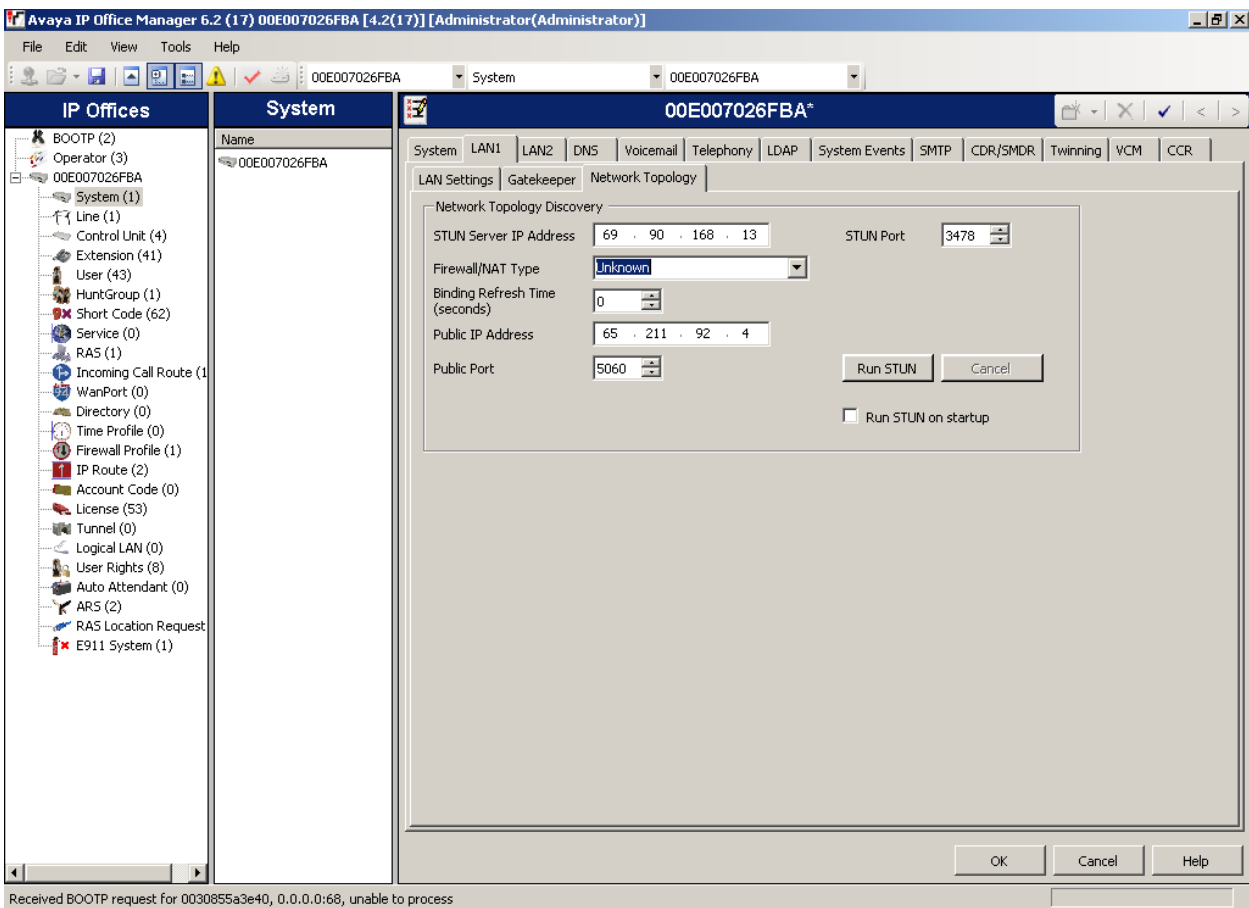 Avaya IP Office Manager 6.2 (17) 00E007026FBA [4.2(17)] [Administrator(Administrator)]
File Edit View Tools Help
00E007026FBA System 00E007026FBA
IP Offices
BOOTP (2)
Operator (3)
00E007026FBA
System (1)
Line (1)
Control Unit (4)
Extension (41)
User (43)
HuntGroup (1)
Short Code (62)
Service (0)
RAS (1)
Incoming Call Route (1
WanPort (0)
Directory (0)
Time Profile (0)
Firewall Profile (1)
IP Route (2)
Account Code (0)
License (53)
Tunnel (0)
Logical LAN (0)
User Rights (8)
Auto Attendant (0)
ARS (2)
RAS Location Request
E911 System (1)
System
Name
00E007026FBA
00E007026FBA*
System LAN1 LAN2 DNS Voicemail Telephony LDAP System Events SMTP CDR/SMDR Twinning VCM CCR
LAN Settings Gatekeeper Network Topology
Network Topology Discovery
STUN Server IP Address 69 . 90 . 168 . 13 STUN Port 3478
Firewall/NAT Type Unknown
Binding Refresh Time
(seconds) 0
Public IP Address 65 . 211 . 92 . 4
Public Port 5060 Run STUN Cancel
Run STUN on startup
OK Cancel Help
Received BOOTP request for 0030855a3e40, 0.0.0.0:68, unable to process